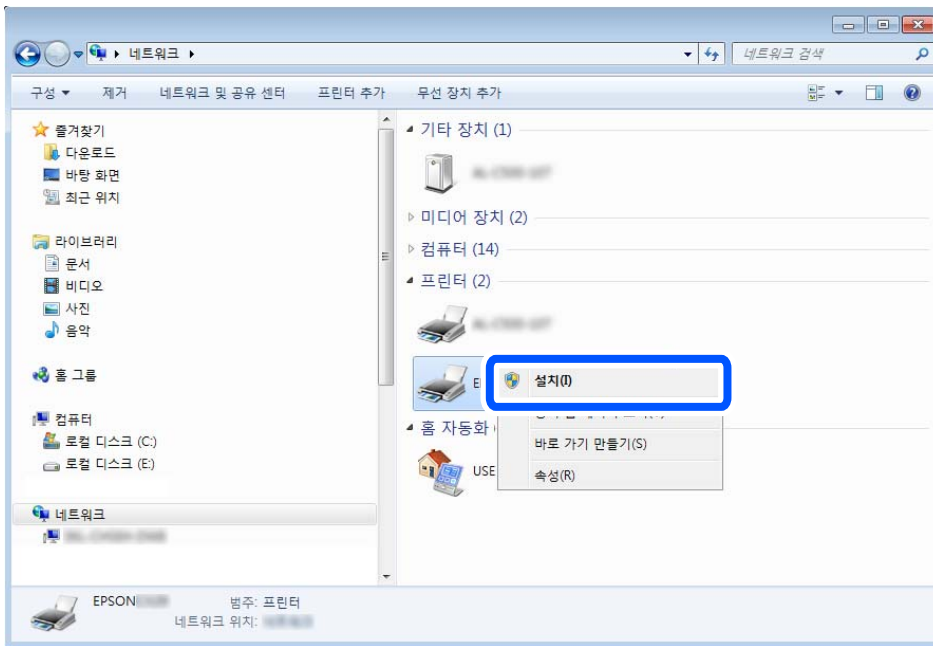 네트워크
네트워크 검색
구성 제거 네트워크 및 공유 센터 프린터 추가 무선 장치 추가
즐겨찾기
다운로드
바탕 화면
최근 위치
라이브러리
문서
비디오
사진
음악
홈 그룹
컴퓨터
로컬 디스크 (C:)
로컬 디스크 (E:)
네트워크
기타 장치 (1)
미디어 장치 (2)
컴퓨터 (14)
프린터 (2)
설치(I)
홈 자동화
바로 가기 만들기(S)
USE
속성(R)
EPSON 범주: 프린터
네트워크 위치: